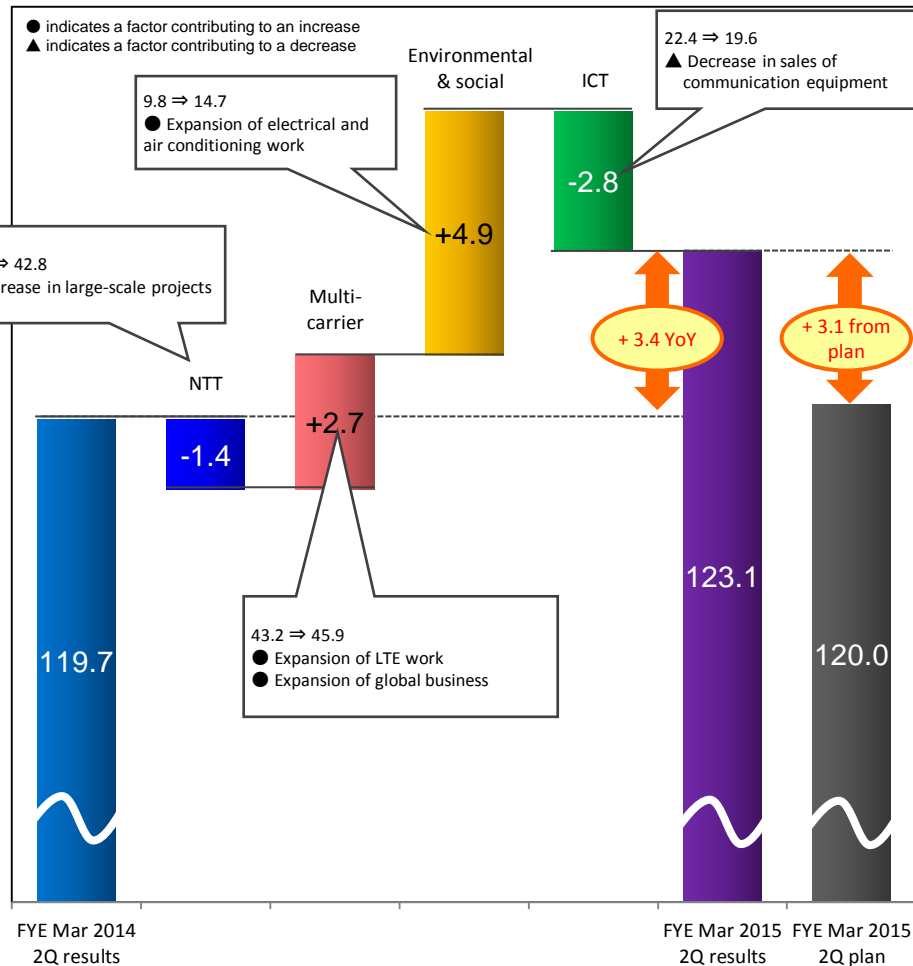 ● indicates a factor contributing to an increase
▲ indicates a factor contributing to a decrease
Environmental
& social
ICT
22.4 ⇒ 19.6
▲ Decrease in sales of
communication equipment
9.8 ⇒ 14.7
● Expansion of electrical and
air conditioning work
-2.8
+4.9
⇒ 42.8
rease in large-scale projects
Multi-
carrier
NTT
+ 3.4 YoY
+ 3.1 from
plan
+2.7
-1.4
43.2 ⇒ 45.9
● Expansion of LTE work
● Expansion of global business
119.7
123.1
120.0
FYE Mar 2014
2Q results
FYE Mar 2015
2Q results
FYE Mar 2015
2Q plan